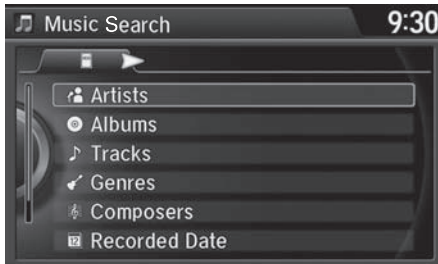 Music Search
9:30
Artists
Albums
Tracks
Genres
Composers
Recorded Date